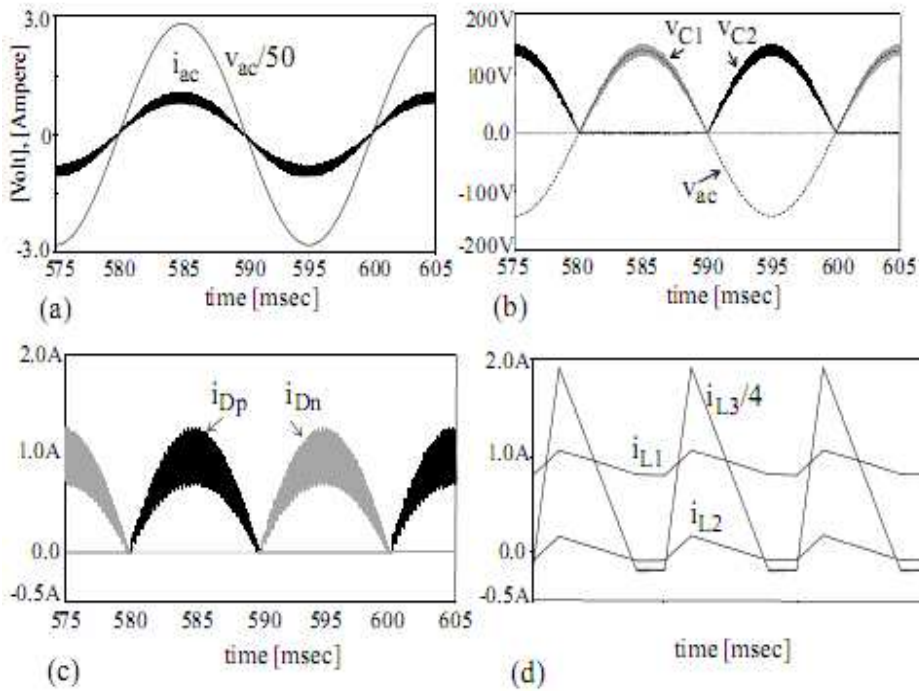 3.0
i_ac
v_ac/50
0
-3.0
[Volt], [Ampere]
575 580 585 590 595 600 605
time [msec]
(a)
200V
v_C1
v_C2
100V
0.0
v_ac
-100V
-200V
575 580 585 590 595 600 605
time [msec]
(b)
2.0A
i_Dp
i_Dn
1.0A
0.0
-0.5A
575 580 585 590 595 600 605
time [msec]
(c)
2.0A
i_L3/4
i_L1
1.0A
i_L2
0.0
-0.5A
time [msec]
(d)